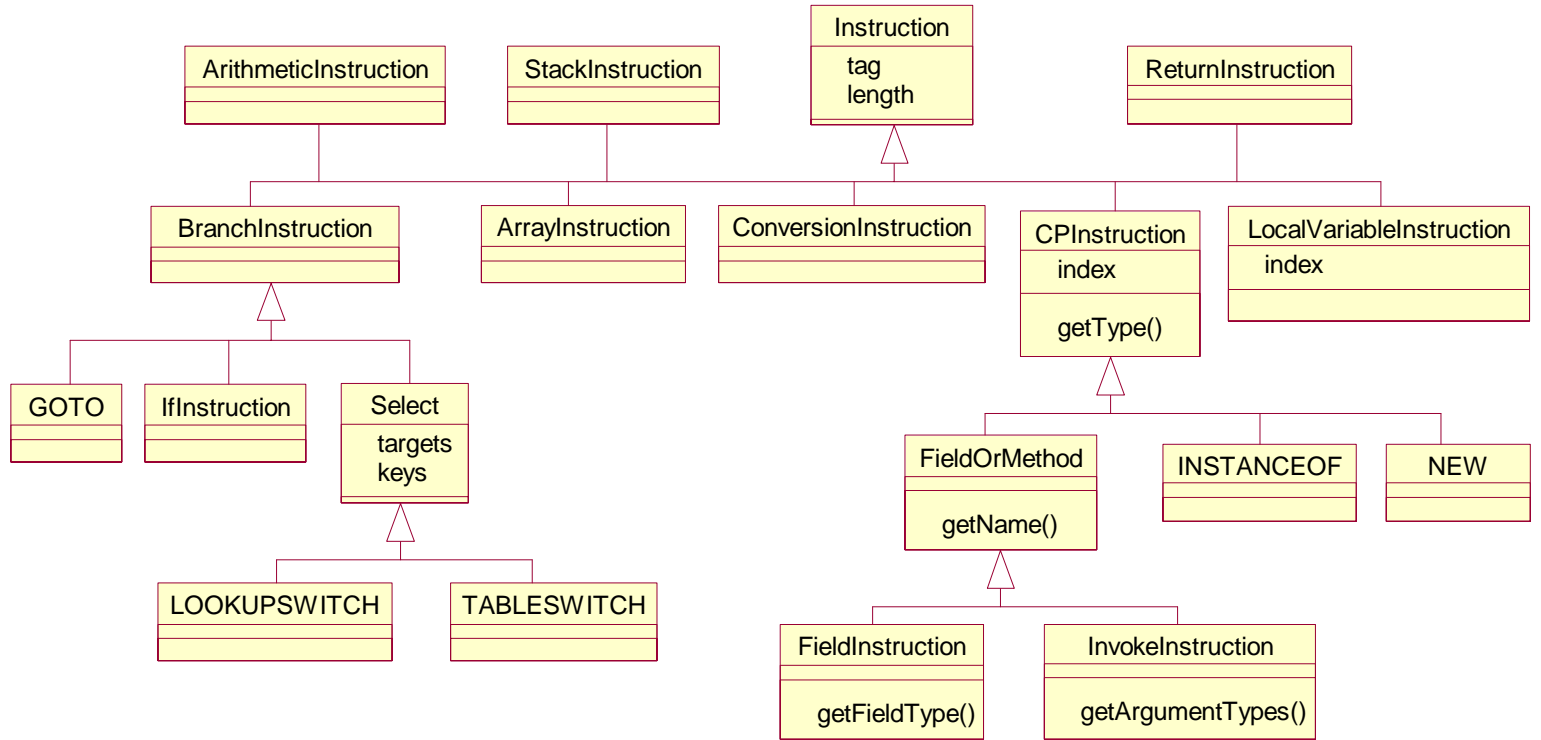 Instruction
tag
length
ArithmeticInstruction
StackInstruction
ReturnInstruction
BranchInstruction
ArrayInstruction
ConversionInstruction
CPInstruction
index
getType()
LocalVariableInstruction
index
GOTO
IfInstruction
Select
targets
keys
FieldOrMethod
getName()
INSTANCEOF
NEW
LOOKUPSWITCH
TABLESWITCH
FieldInstruction
getFieldType()
InvokeInstruction
getArgumentTypes()